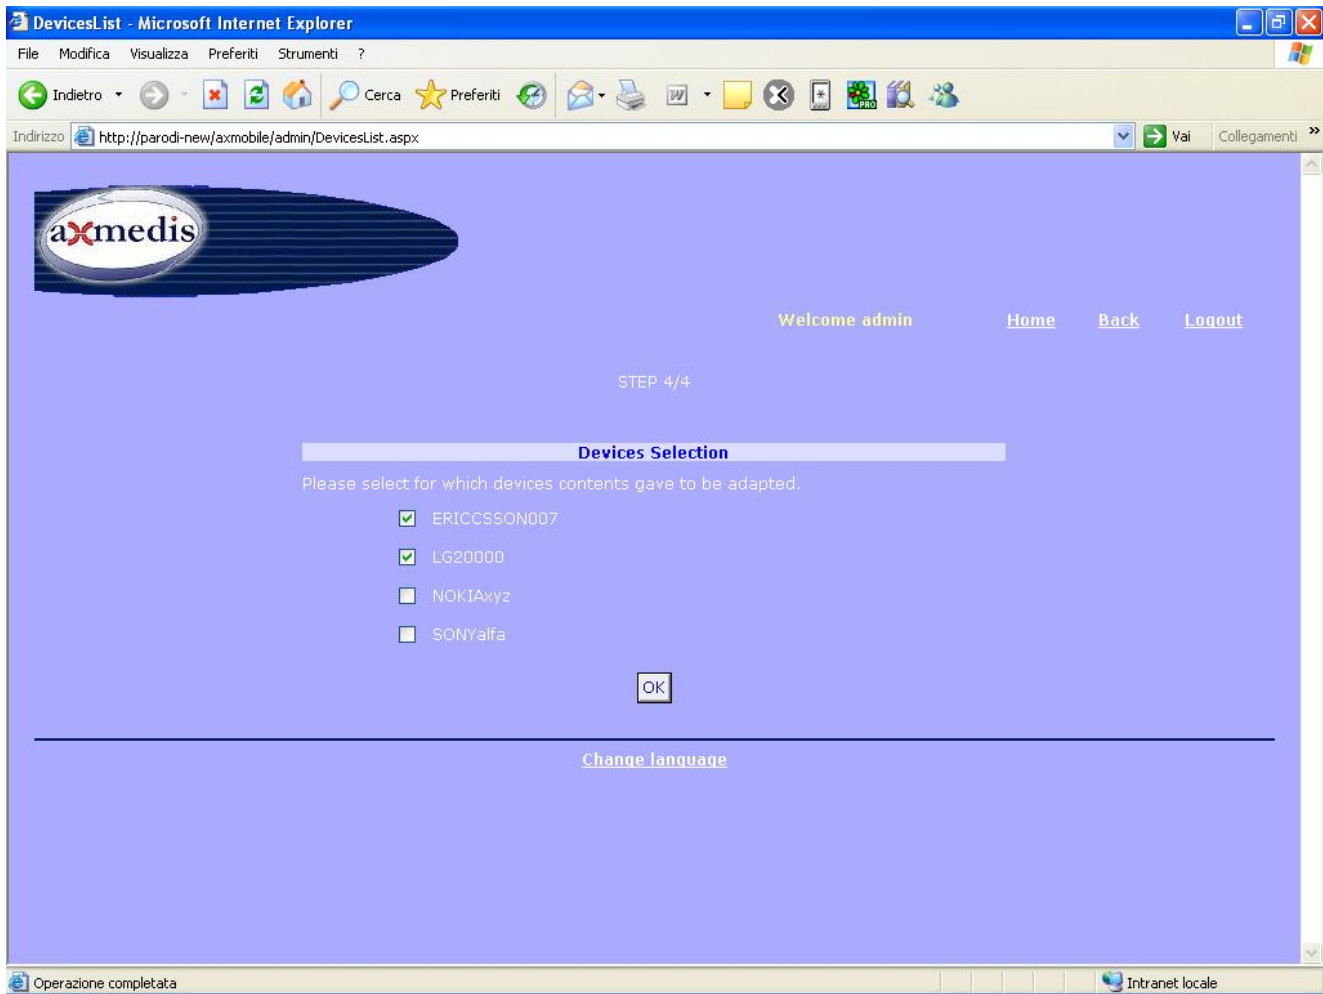 DevicesList - Microsoft Internet Explorer
File Modifica Visualizza Preferiti Strumenti ?
Indietro Cerca Preferiti
Indirizzo http://parodi-new/axmobile/admin/DevicesList.aspx Vai Collegamenti »
axmedis
Welcome admin Home Back Logout
STEP 4/4
Devices Selection
Please select for which devices contents gave to be adapted.
ERICCSSON007
LG20000
NOKIAxyz
SONYalfa
OK
Change language
Operazione completata Intranet locale